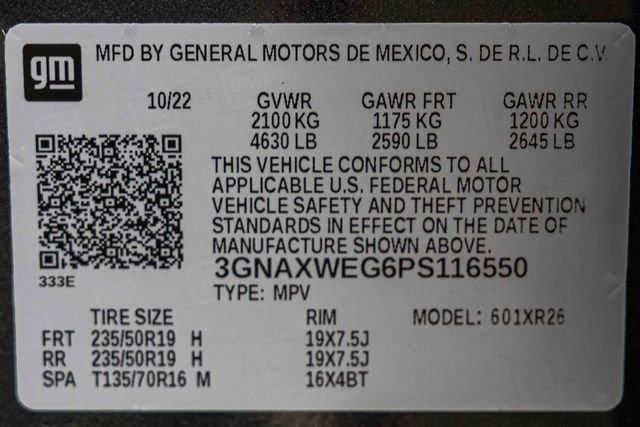 gm MFD BY GENERAL MOTORS DE MEXICO, S. DE R.L. DE C.V.
10/22 GVWR GAWR FRT GAWR RR
2100 KG 1175 KG 1200 KG
4630 LB 2590 LB 2645 LB
THIS VEHICLE CONFORMS TO ALL
APPLICABLE U.S. FEDERAL MOTOR
VEHICLE SAFETY AND THEFT PREVENTION
STANDARDS IN EFFECT ON THE DATE OF
MANUFACTURE SHOWN ABOVE.
3GNAXWEG6PS116550
333E
TYPE: MPV
TIRE SIZE RIM MODEL: 601XR26
FRT 235/50R19 H 19X7.5J
RR 235/50R19 H 19X7.5J
SPA T135/70R16 M 16X4BT